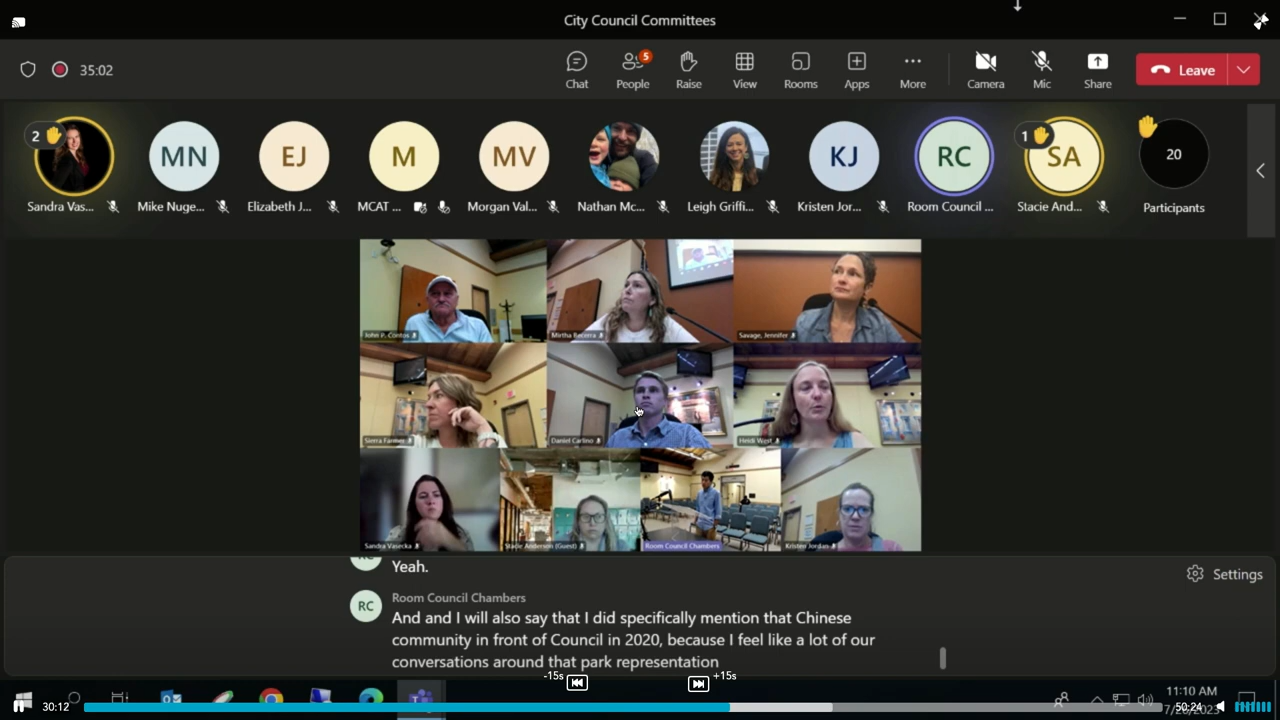 City Council Committees
35:02
Chat
5
People
Raise
View
Rooms
Apps
More
Camera
Mic
Share
Leave
2
MN
EJ
M
MV
KJ
RC
1
SA
20
Sandra Vas...
Mike Nuge...
Elizabeth J...
MCAT ...
Morgan Val...
Nathan Mc...
Leigh Griffi...
Kristen Jor...
Room Council ...
Stacie And...
Participants
John P. Contos
Mirtha Becerra
Savage, Jennifer
Sierra Farmer
Daniel Carlino
Heidi West
Sandra Vasecka
Stacie Anderson (Guest)
Room Council Chambers
Kristen Jordan
Yeah.
Settings
Room Council Chambers
RC
And and I will also say that I did specifically mention that Chinese
community in front of Council in 2020, because I feel like a lot of our
conversations around that park representation
-15s
+15s
11:10 AM
30:12
50:24